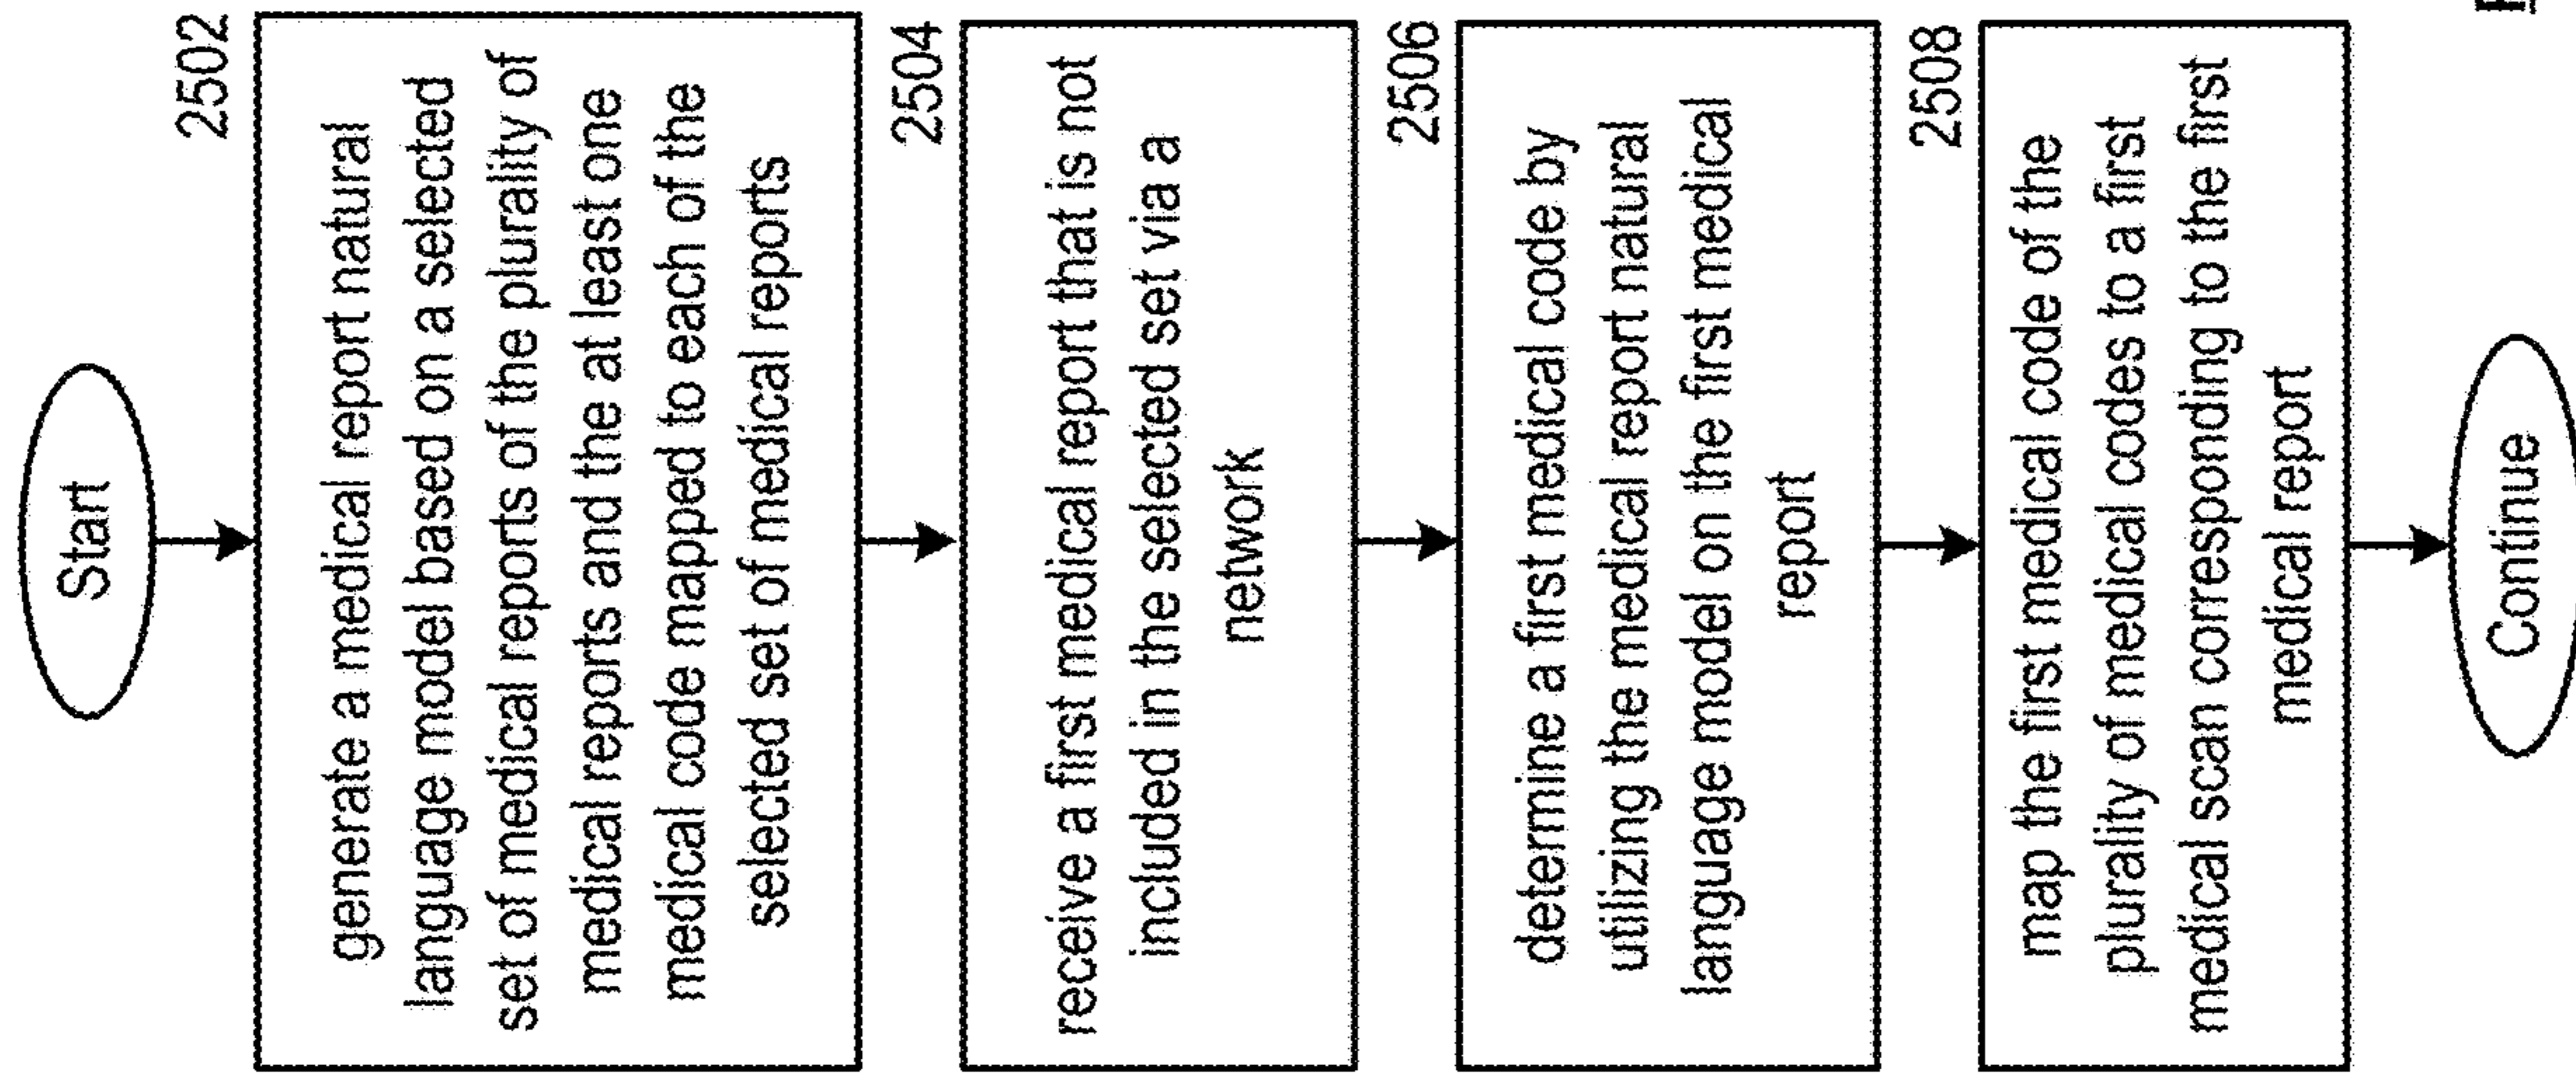 Start
2502
generate a medical report natural
language model based on a selected
set of medical reports of the plurality of
medical reports and the at least one
medical code mapped to each of the
selected set of medical reports
2504
receive a first medical report that is not
included in the selected set via a
network
2506
determine a first medical code by
utilizing the medical report natural
language model on the first medical
report
2508
map the first medical code of the
plurality of medical codes to a first
medical scan corresponding to the first
medical report
Continue